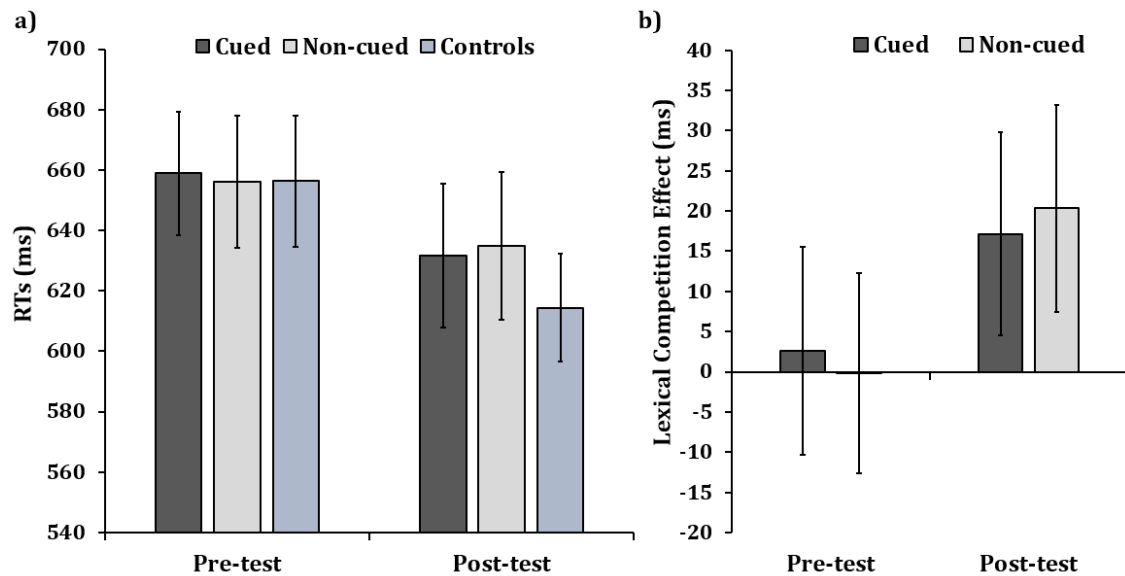 a)
Cued Non-cued Controls
RTs (ms)
700
680
660
640
620
600
580
560
540
Pre-test Post-test
b)
Cued Non-cued
Lexical Competition Effect (ms)
40
35
30
25
20
15
10
5
0
-5
-10
-15
-20
Pre-test Post-test